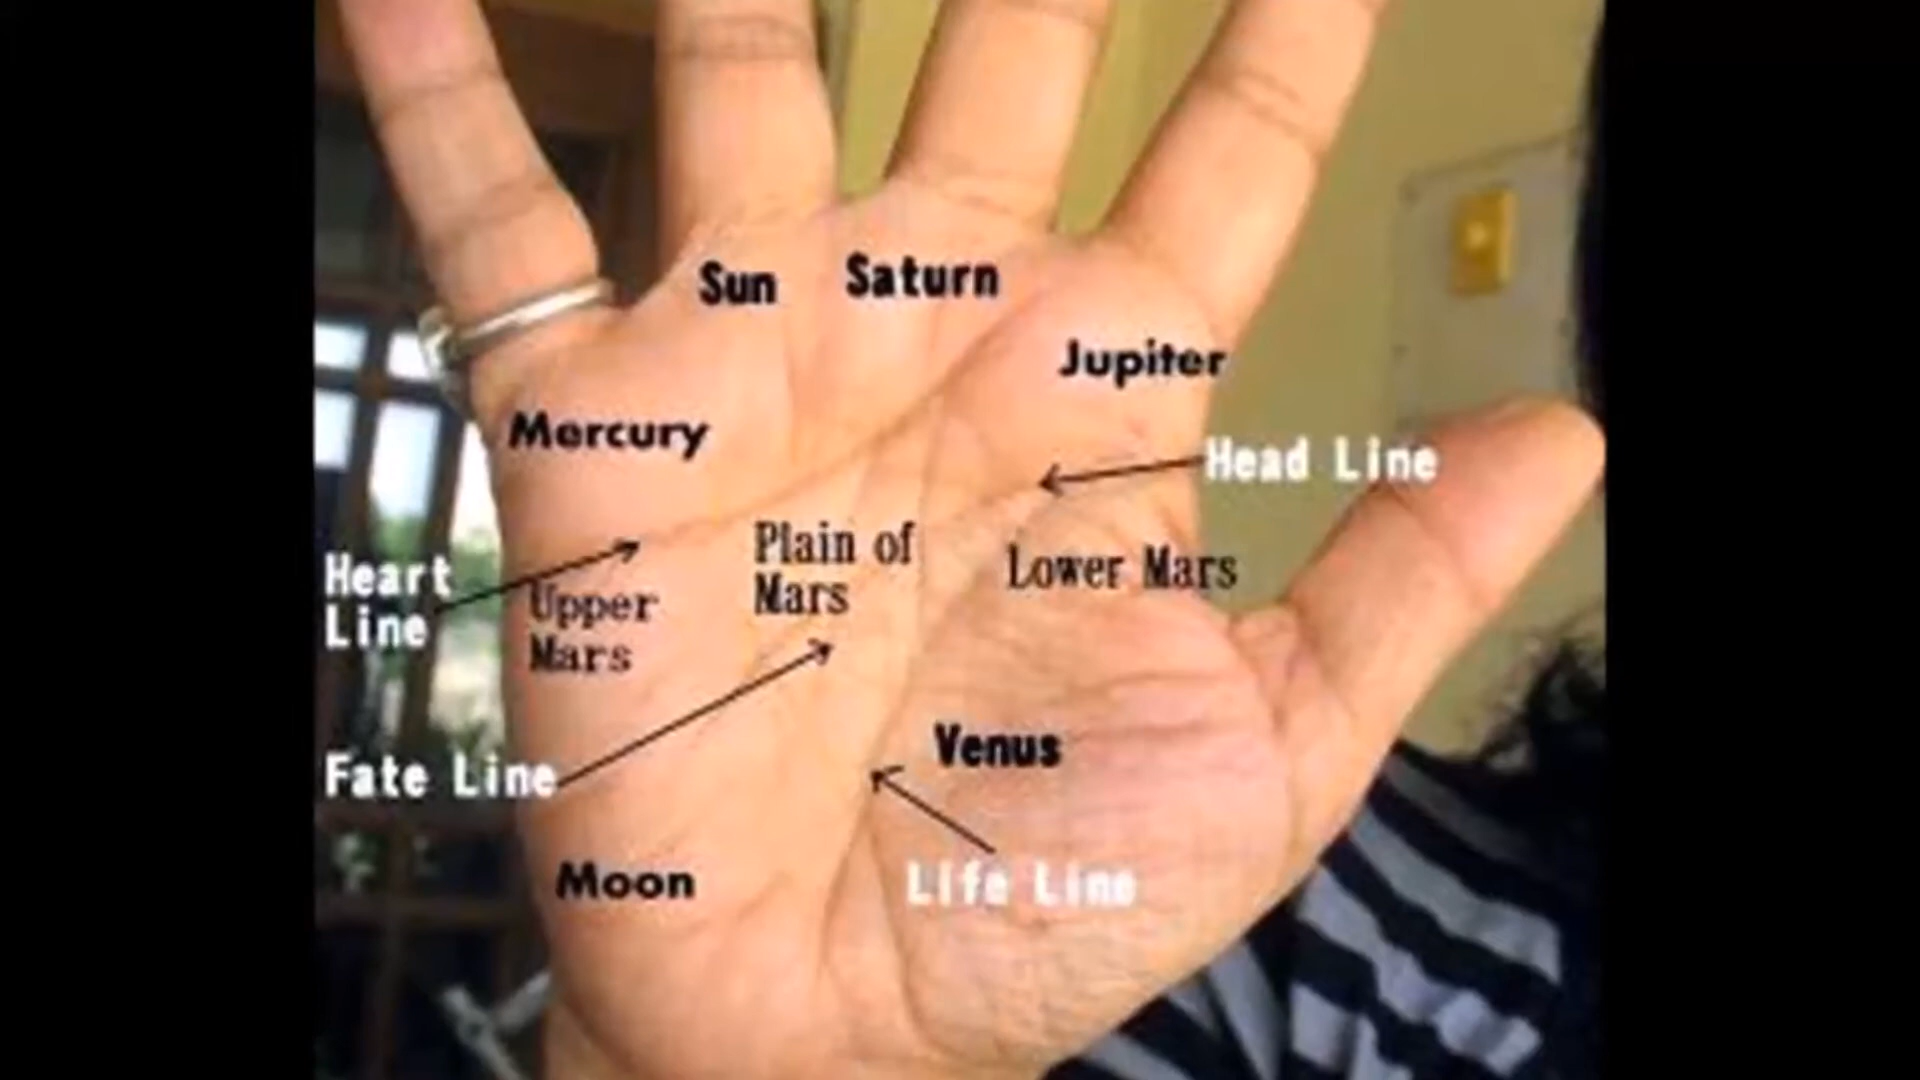 Sun
Saturn
Jupiter
Mercury
Head Line
Plain of
Mars
Lower Mars
Heart
Line
Upper
Mars
Venus
Fate Line
Moon
Life Line